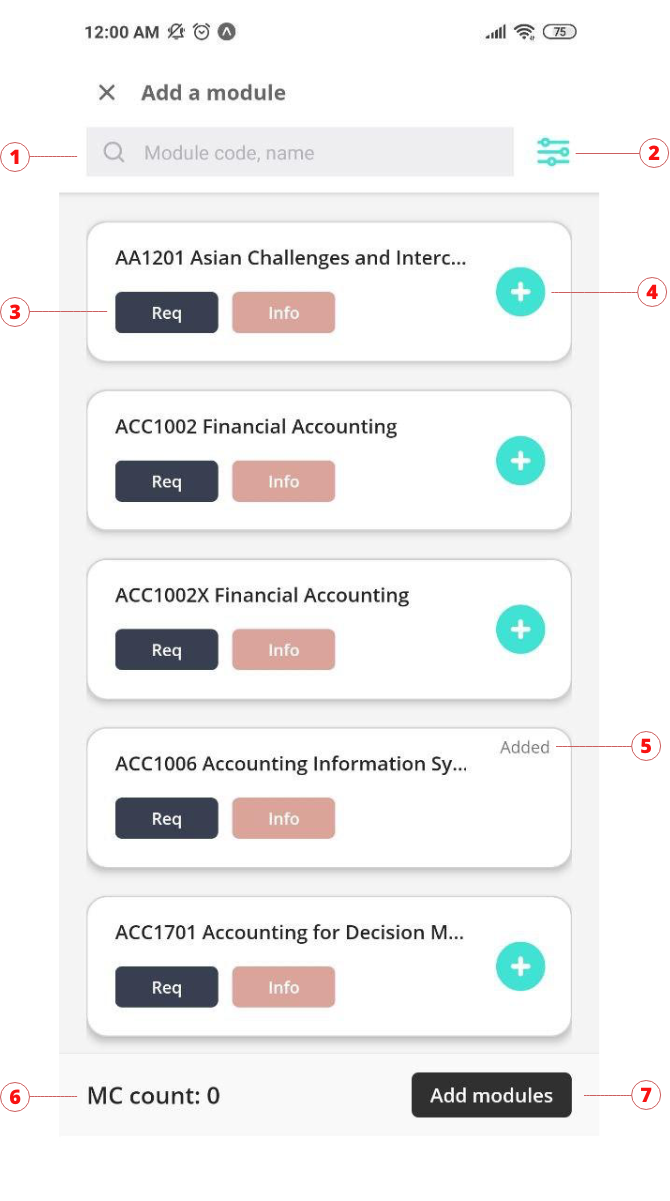 12:00 AM 75
Add a module
1 Module code, name 2
AA1201 Asian Challenges and Interc...
3 Req Info 4
ACC1002 Financial Accounting
Req Info
ACC1002X Financial Accounting
Req Info
Added 5
ACC1006 Accounting Information Sy...
Req Info
ACC1701 Accounting for Decision M...
Req Info
6 MC count: 0 Add modules 7